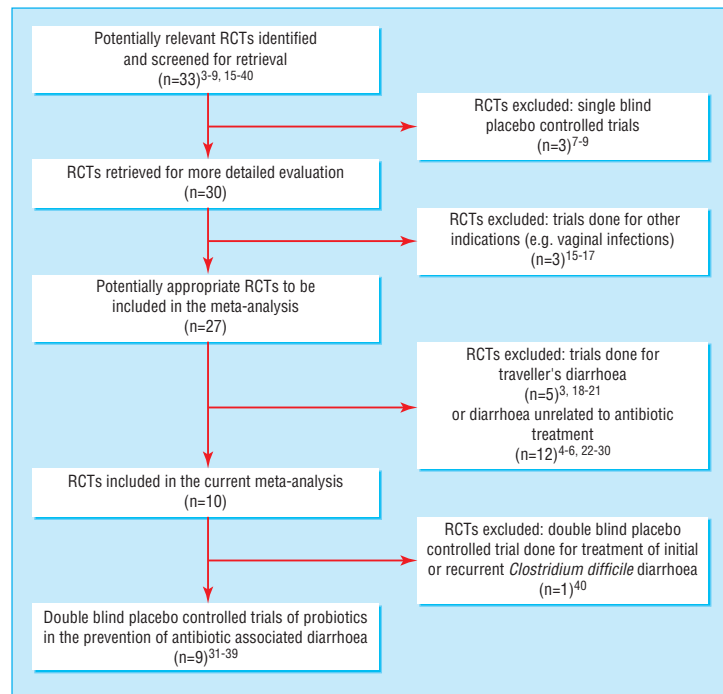 Potentially relevant RCTs identified
and screened for retrieval
(n=33)3-9, 15-40
RCTs excluded: single blind
placebo controlled trials
(n=3)7-9
RCTs retrieved for more detailed evaluation
(n=30)
RCTs excluded: trials done for other
indications (e.g. vaginal infections)
(n=3)15-17
Potentially appropriate RCTs to be
included in the meta-analysis
(n=27)
RCTs excluded: trials done for
traveller's diarrhoea
(n=5)3, 18-21
or diarrhoea unrelated to antibiotic
treatment
(n=12)4-6, 22-30
RCTs included in the current meta-analysis
(n=10)
RCTs excluded: double blind placebo
controlled trial done for treatment of initial
or recurrent Clostridium difficile diarrhoea
(n=1)40
Double blind placebo controlled trials of probiotics
in the prevention of antibiotic associated diarrhoea
(n=9)31-39